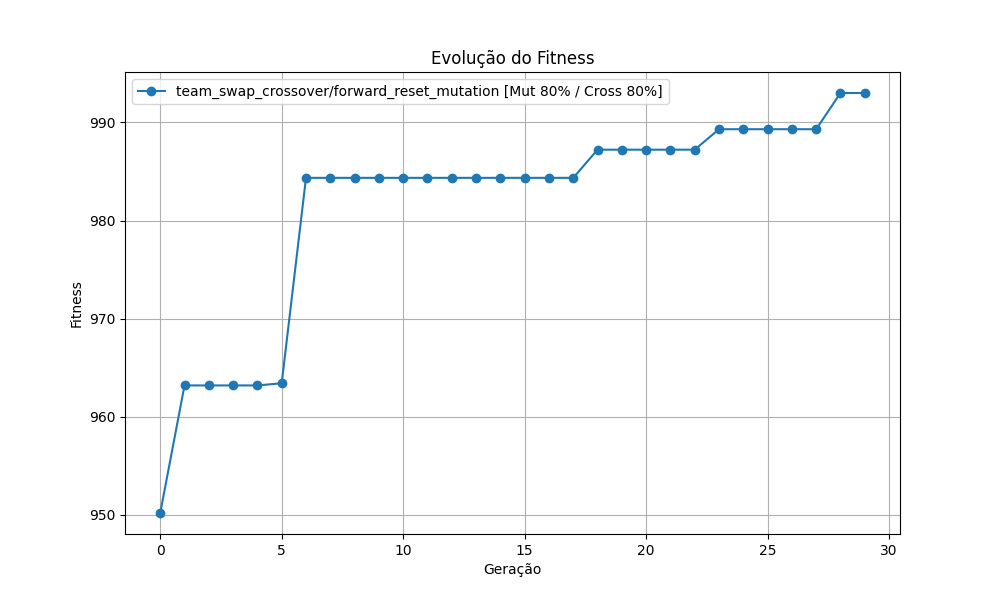 Evolução do Fitness
team_swap_crossover/forward_reset_mutation [Mut 80% / Cross 80%]
990
980
970
960
950
Fitness
0 5 10 15 20 25 30
Geração